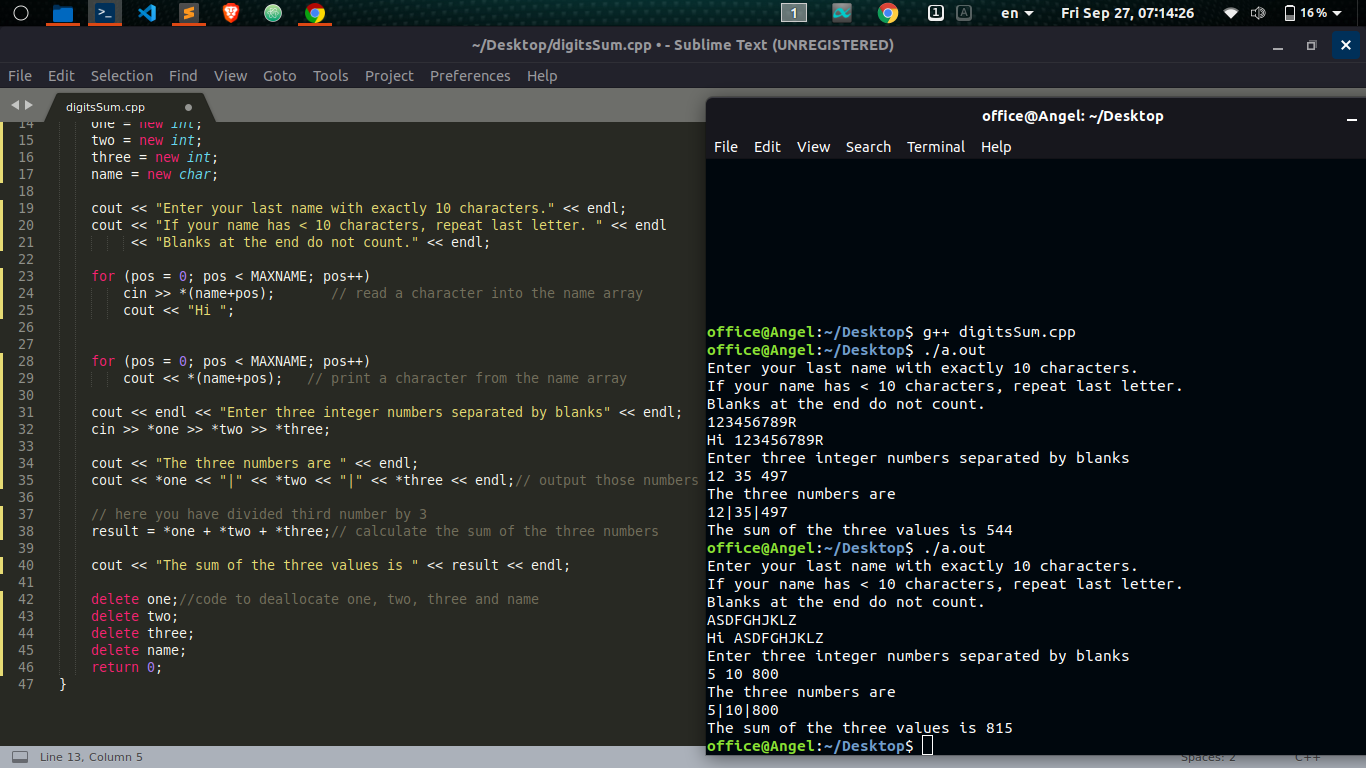 1
1
A
en
Fri Sep 27, 07:14:26
16%
~/Desktop/digitsSum.cpp • - Sublime Text (UNREGISTERED)
File Edit Selection Find View Goto Tools Project Preferences Help
digitsSum.cpp
14 one = new int;
15 two = new int;
16 three = new int;
17 name = new char;
18
19 cout << "Enter your last name with exactly 10 characters." << endl;
20 cout << "If your name has < 10 characters, repeat last letter. " << endl
21 << "Blanks at the end do not count." << endl;
22
23 for (pos = 0; pos < MAXNAME; pos++)
24 cin >> *(name+pos); // read a character into the name array
25 cout << "Hi ";
26
27
28 for (pos = 0; pos < MAXNAME; pos++)
29 cout << *(name+pos); // print a character from the name array
30
31 cout << endl << "Enter three integer numbers separated by blanks" << endl;
32 cin >> *one >> *two >> *three;
33
34 cout << "The three numbers are " << endl;
35 cout << *one << "|" << *two << "|" << *three << endl;// output those numbers
36
37 // here you have divided third number by 3
38 result = *one + *two + *three;// calculate the sum of the three numbers
39
40 cout << "The sum of the three values is " << result << endl;
41
42 delete one;//code to deallocate one, two, three and name
43 delete two;
44 delete three;
45 delete name;
46 return 0;
47 }
Line 13, Column 5
Spaces: 2 C++
office@Angel: ~/Desktop
File Edit View Search Terminal Help
office@Angel:~/Desktop$ g++ digitsSum.cpp
office@Angel:~/Desktop$ ./a.out
Enter your last name with exactly 10 characters.
If your name has < 10 characters, repeat last letter.
Blanks at the end do not count.
123456789R
Hi 123456789R
Enter three integer numbers separated by blanks
12 35 497
The three numbers are
12|35|497
The sum of the three values is 544
office@Angel:~/Desktop$ ./a.out
Enter your last name with exactly 10 characters.
If your name has < 10 characters, repeat last letter.
Blanks at the end do not count.
ASDFGHJKLZ
Hi ASDFGHJKLZ
Enter three integer numbers separated by blanks
5 10 800
The three numbers are
5|10|800
The sum of the three values is 815
office@Angel:~/Desktop$